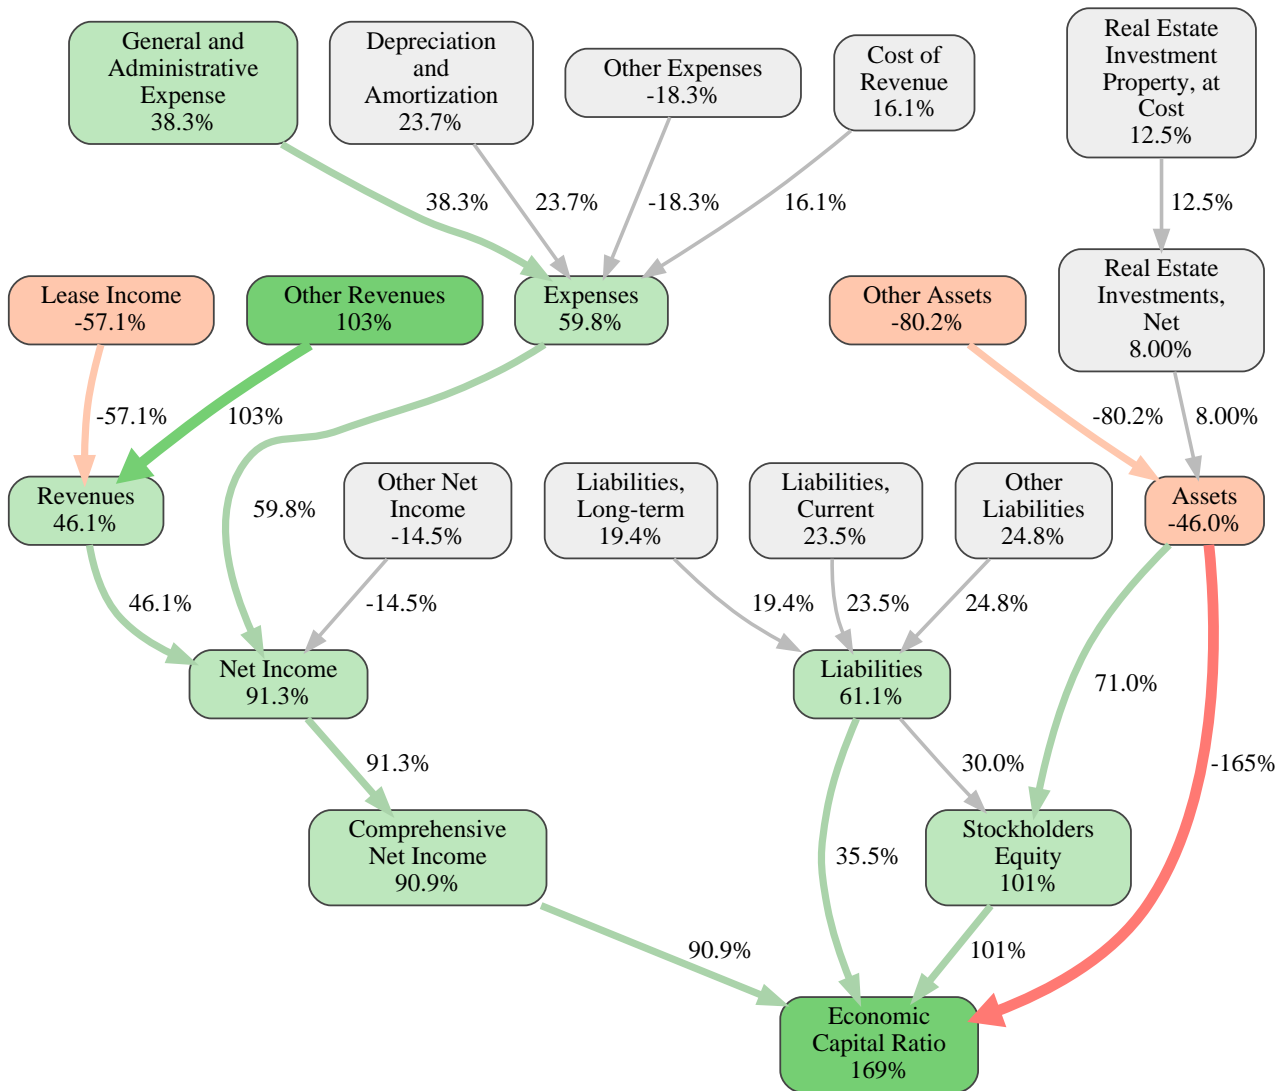 General and
Administrative
Expense
38.3%
Depreciation
and
Amortization
23.7%
Other Expenses
-18.3%
Cost of
Revenue
16.1%
Real Estate
Investment
Property, at
Cost
12.5%
38.3%
23.7%
-18.3%
16.1%
12.5%
Lease Income
-57.1%
Other Revenues
103%
Expenses
59.8%
Other Assets
-80.2%
Real Estate
Investments,
Net
8.00%
-57.1%
103%
-80.2%
8.00%
Revenues
46.1%
59.8%
Other Net
Income
-14.5%
Liabilities,
Long-term
19.4%
Liabilities,
Current
23.5%
Other
Liabilities
24.8%
Assets
-46.0%
46.1%
-14.5%
19.4%
23.5%
24.8%
Net Income
91.3%
Liabilities
61.1%
71.0%
91.3%
30.0%
-165%
Comprehensive
Net Income
90.9%
35.5%
Stockholders
Equity
101%
90.9%
101%
Economic
Capital Ratio
169%